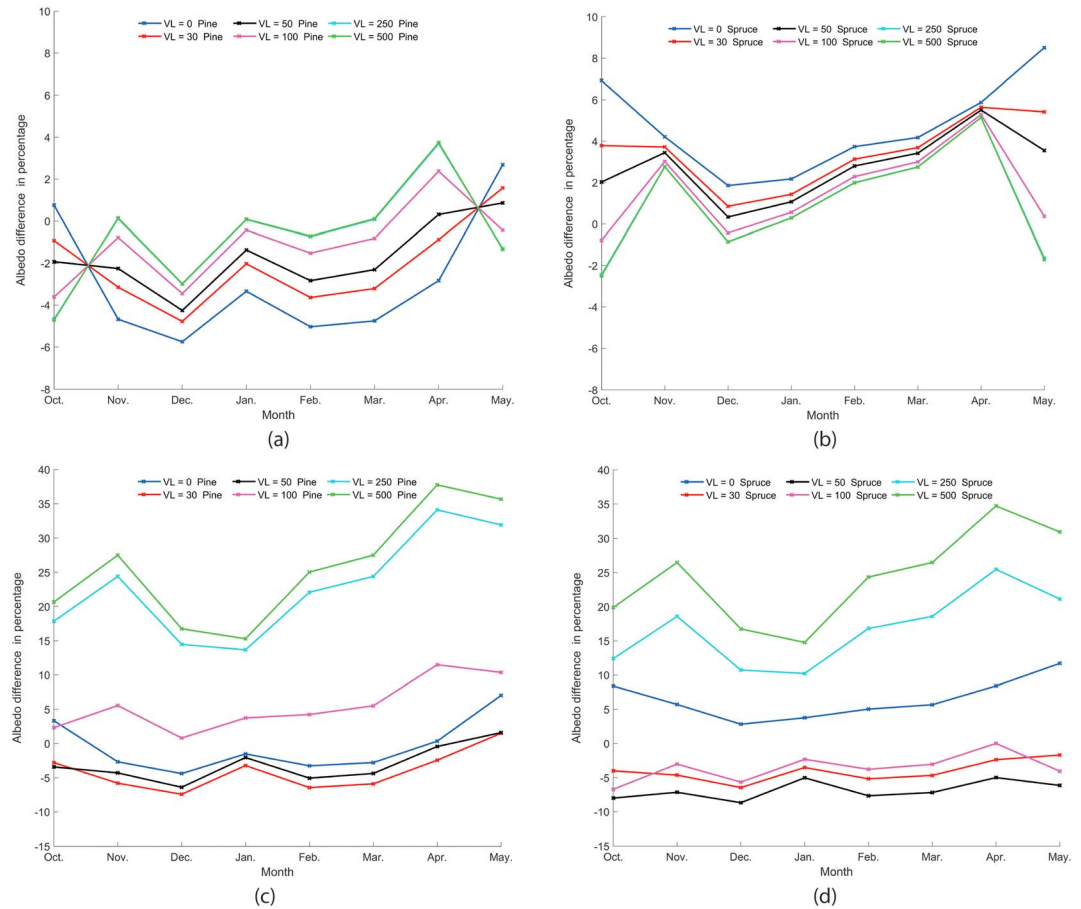 VL = 0 Pine VL = 50 Pine VL = 250 Pine
VL = 30 Pine VL = 100 Pine VL = 500 Pine
Albedo difference in percentage
10
8
6
4
2
0
-2
-4
-6
-8
Oct. Nov. Dec. Jan. Feb. Mar. Apr. May.
Month
(a)
VL = 0 Spruce VL = 50 Spruce VL = 250 Spruce
VL = 30 Spruce VL = 100 Spruce VL = 500 Spruce
Albedo difference in percentage
10
8
6
4
2
0
-2
-4
-6
-8
Oct. Nov. Dec. Jan. Feb. Mar. Apr. May.
Month
(b)
VL = 0 Pine VL = 50 Pine VL = 250 Pine
VL = 30 Pine VL = 100 Pine VL = 500 Pine
Albedo difference in percentage
40
35
30
25
20
15
10
5
0
-5
-10
-15
Oct. Nov. Dec. Jan. Feb. Mar. Apr. May.
Month
(c)
VL = 0 Spruce VL = 50 Spruce VL = 250 Spruce
VL = 30 Spruce VL = 100 Spruce VL = 500 Spruce
Albedo difference in percentage
40
35
30
25
20
15
10
5
0
-5
-10
-15
Oct. Nov. Dec. Jan. Feb. Mar. Apr. May.
Month
(d)